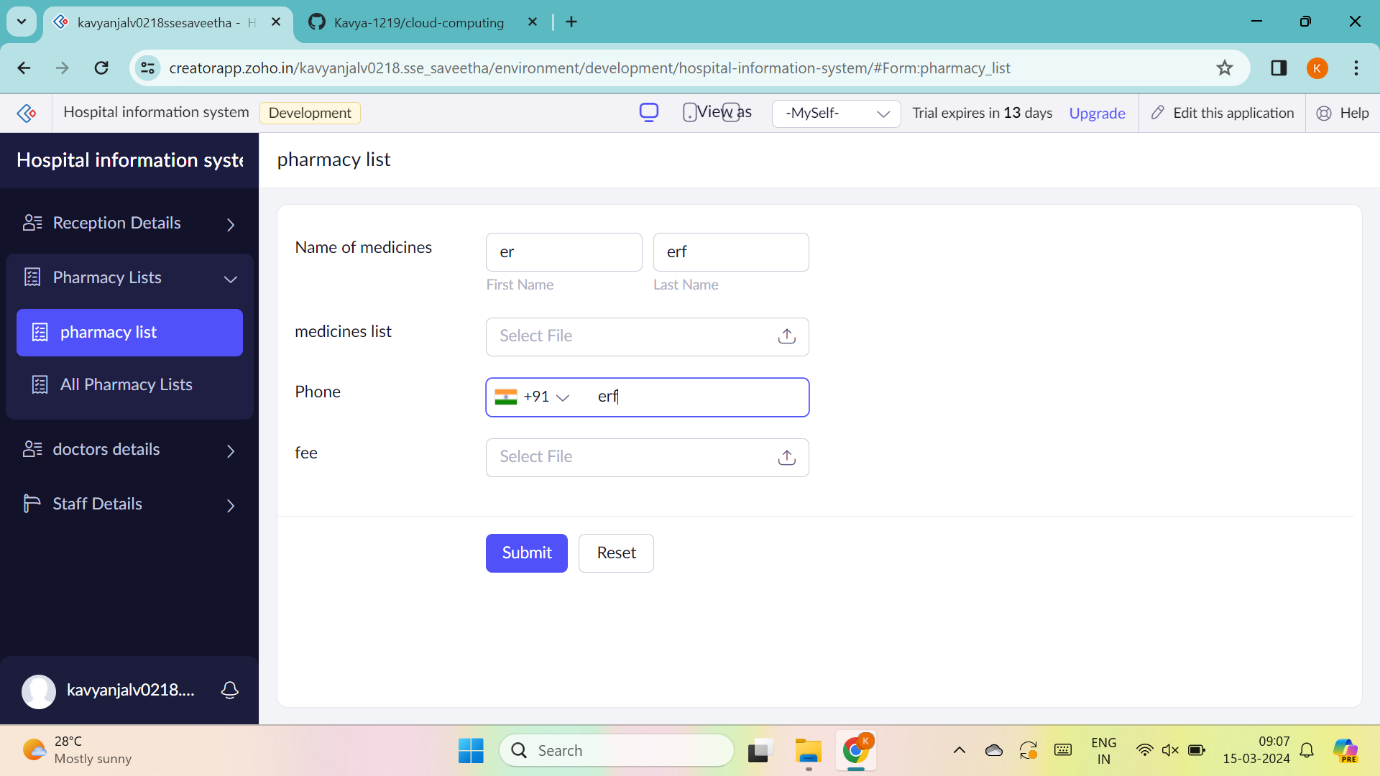 kavyanjalv0218ssesaveetha - H
Kavya-1219/cloud-computing
creatorapp.zoho.in/kavyanjalv0218.sse_saveetha/environment/development/hospital-information-system/#Form:pharmacy_list
K
Hospital information system
Development
View as
-MySelf-
Trial expires in 13 days
Upgrade
Edit this application
Help
Hospital information syste
pharmacy list
Reception Details
Pharmacy Lists
pharmacy list
All Pharmacy Lists
doctors details
Staff Details
kavyanjalv0218....
Name of medicines
er
erf
First Name
Last Name
medicines list
Select File
Phone
+91
erf
fee
Select File
Submit
Reset
28°C
Mostly sunny
Search
K
ENG
IN
09:07
15-03-2024
PRE